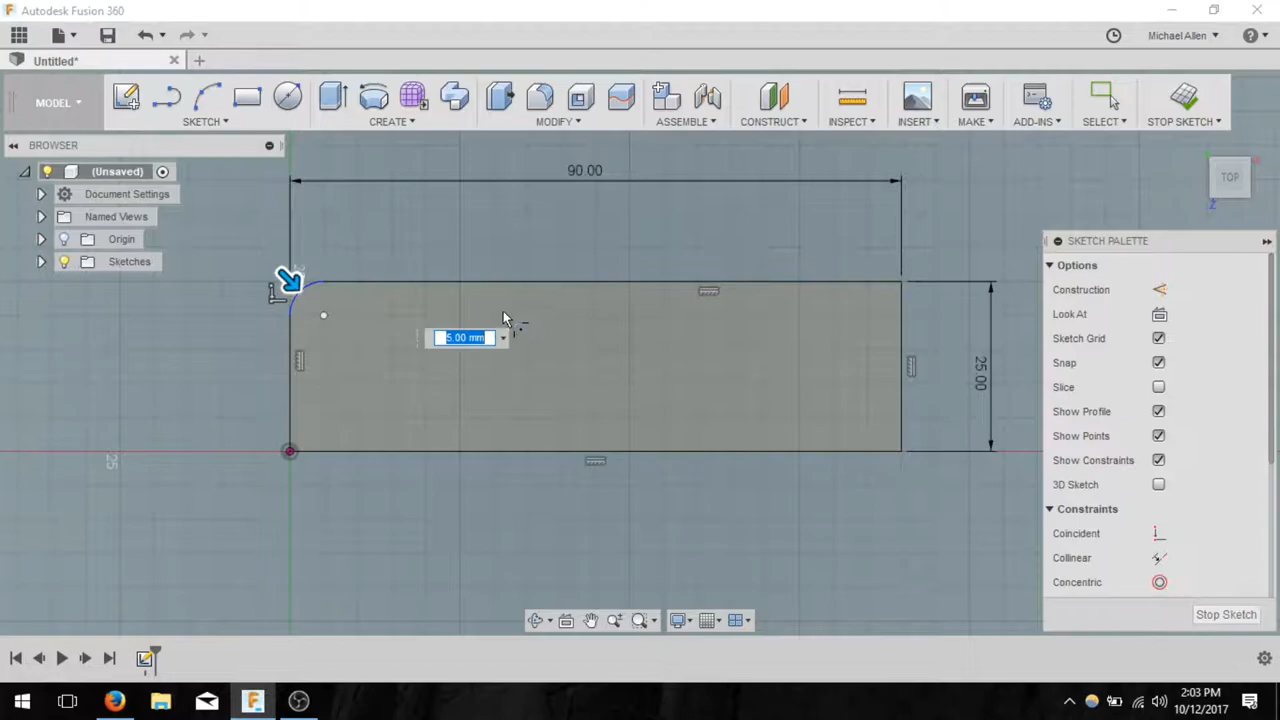 Autodesk Fusion 360
Michael Allen
Untitled*
MODEL
SKETCH
CREATE
MODIFY
ASSEMBLE
CONSTRUCT
INSPECT
INSERT
MAKE
ADD-INS
SELECT
STOP SKETCH
BROWSER
(Unsaved)
Document Settings
Named Views
Origin
Sketches
90.00
TOP
Z
SKETCH PALETTE
Options
Construction
Look At
Sketch Grid
Snap
Slice
Show Profile
Show Points
Show Constraints
3D Sketch
Constraints
Coincident
Collinear
Concentric
Stop Sketch
5.00 mm
25.00
25
2:03 PM
10/12/2017